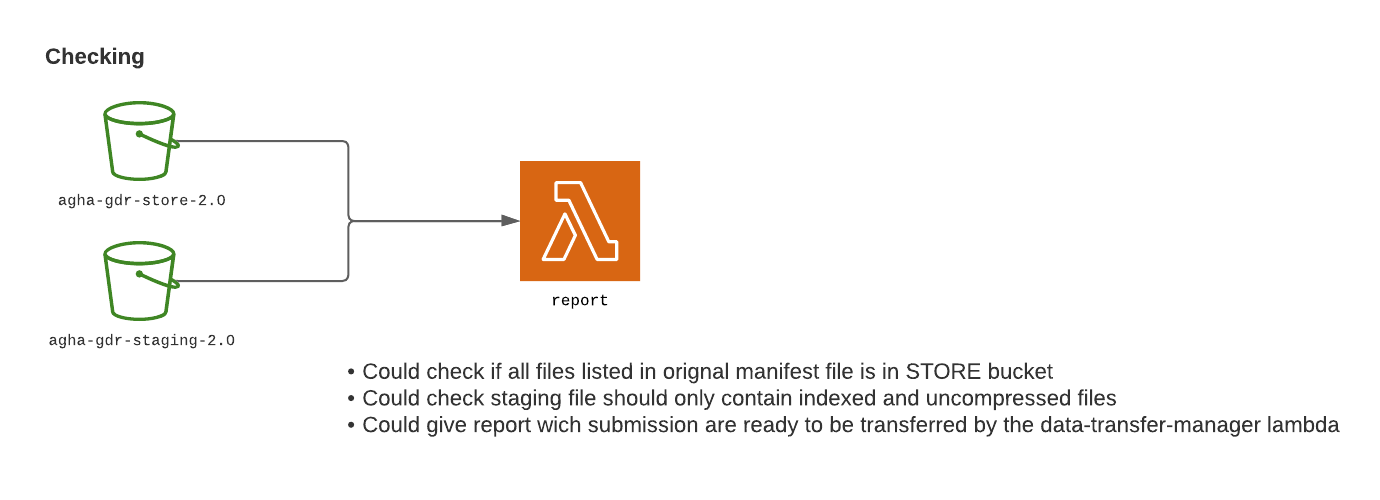 Checking
agha-gdr-store-2.0
agha-gdr-staging-2.0
report
• Could check if all files listed in orignal manifest file is in STORE bucket
• Could check staging file should only contain indexed and uncompressed files
• Could give report wich submission are ready to be transferred by the data-transfer-manager lambda